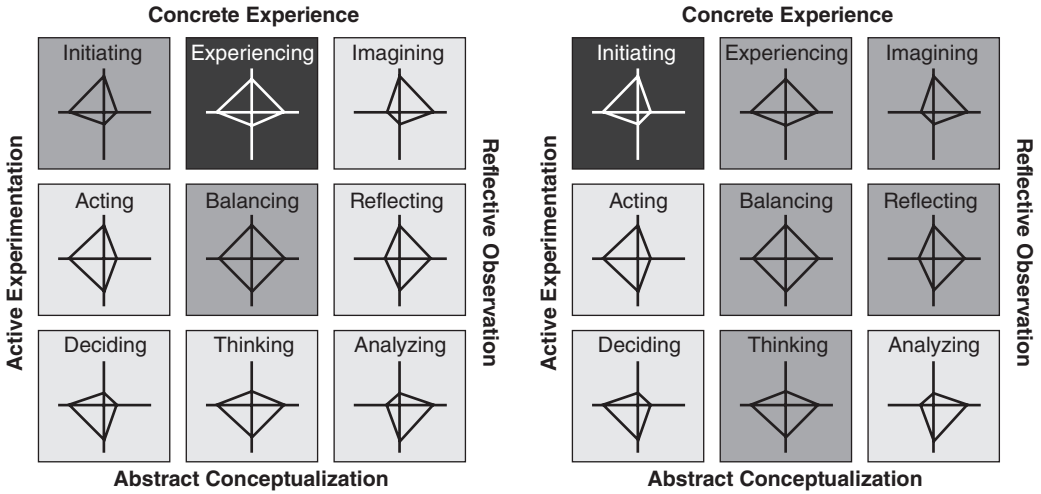 Concrete Experience
Initiating
Experiencing
Imagining
Active Experimentation
Reflective Observation
Acting
Balancing
Reflecting
Deciding
Thinking
Analyzing
Abstract Conceptualization
Concrete Experience
Initiating
Experiencing
Imagining
Active Experimentation
Reflective Observation
Acting
Balancing
Reflecting
Deciding
Thinking
Analyzing
Abstract Conceptualization